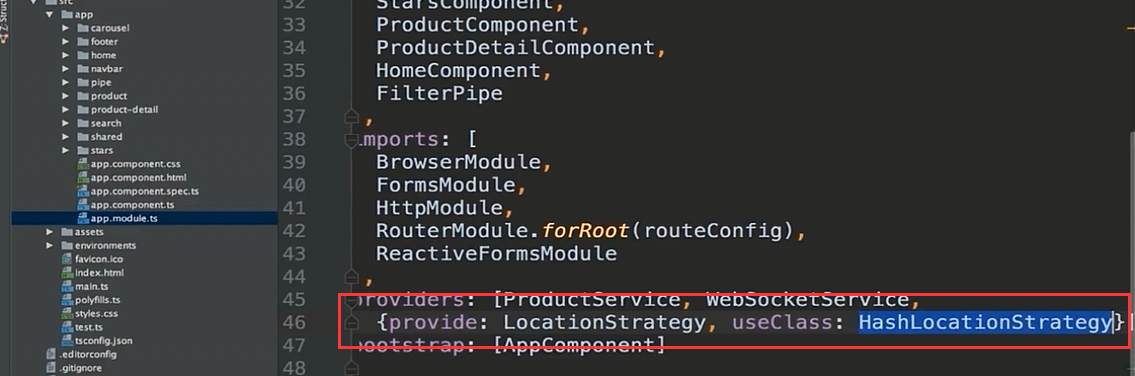 src
app
carousel
footer
home
navbar
pipe
product
product-detail
search
shared
stars
app.component.css
app.component.html
app.component.spec.ts
app.component.ts
app.module.ts
assets
environments
favicon.ico
index.html
main.ts
polyfills.ts
styles.css
test.ts
tsconfig.json
.editorconfig
.gitignore
32 StarsComponent,
33 ProductComponent,
34 ProductDetailComponent,
35 HomeComponent,
36 FilterPipe
37 ,
38 imports: [
39 BrowserModule,
40 FormsModule,
41 HttpModule,
42 RouterModule.forRoot(routeConfig),
43 ReactiveFormsModule
44 ,
45 providers: [ProductService, WebSocketService,
46 {provide: LocationStrategy, useClass: HashLocationStrategy}
47 bootstrap: [AppComponent]
48